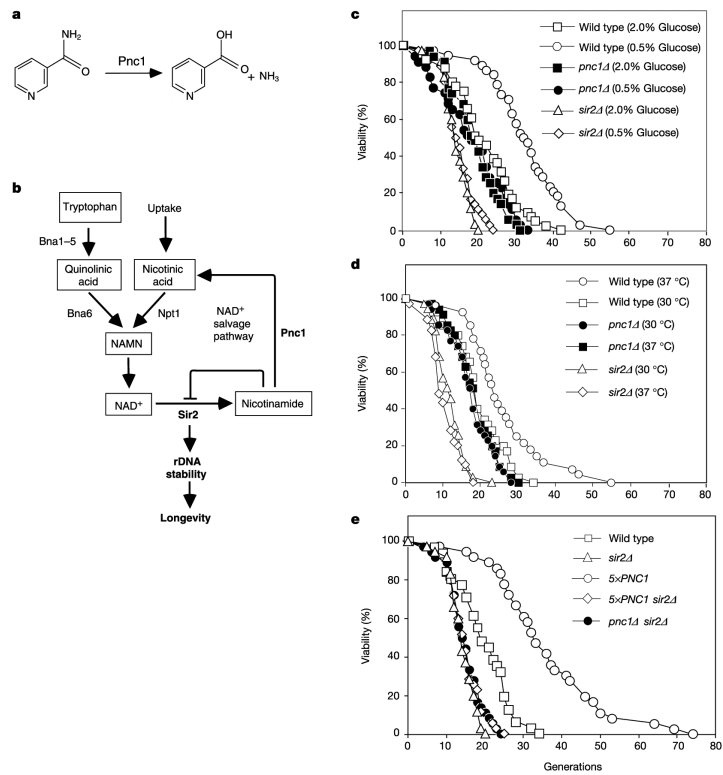 a
NH₂
O
N
Pnc1
OH
O
N
+ NH₃
b
Tryptophan
Uptake
Bna1–5
Quinolinic
acid
Nicotinic
acid
Bna6
Npt1
NAD⁺
salvage
pathway
Pnc1
NAMN
NAD⁺
Sir2
Nicotinamide
rDNA
stability
Longevity
c
Viability (%)
100
80
60
40
20
0
0 10 20 30 40 50 60 70 80
Wild type (2.0% Glucose)
Wild type (0.5% Glucose)
pnc1Δ (2.0% Glucose)
pnc1Δ (0.5% Glucose)
sir2Δ (2.0% Glucose)
sir2Δ (0.5% Glucose)
d
Viability (%)
100
80
60
40
20
0
0 10 20 30 40 50 60 70 80
Wild type (37 °C)
Wild type (30 °C)
pnc1Δ (30 °C)
pnc1Δ (37 °C)
sir2Δ (30 °C)
sir2Δ (37 °C)
e
Viability (%)
100
80
60
40
20
0
0 10 20 30 40 50 60 70 80
Wild type
sir2Δ
5×PNC1
5×PNC1 sir2Δ
pnc1Δ sir2Δ
Generations